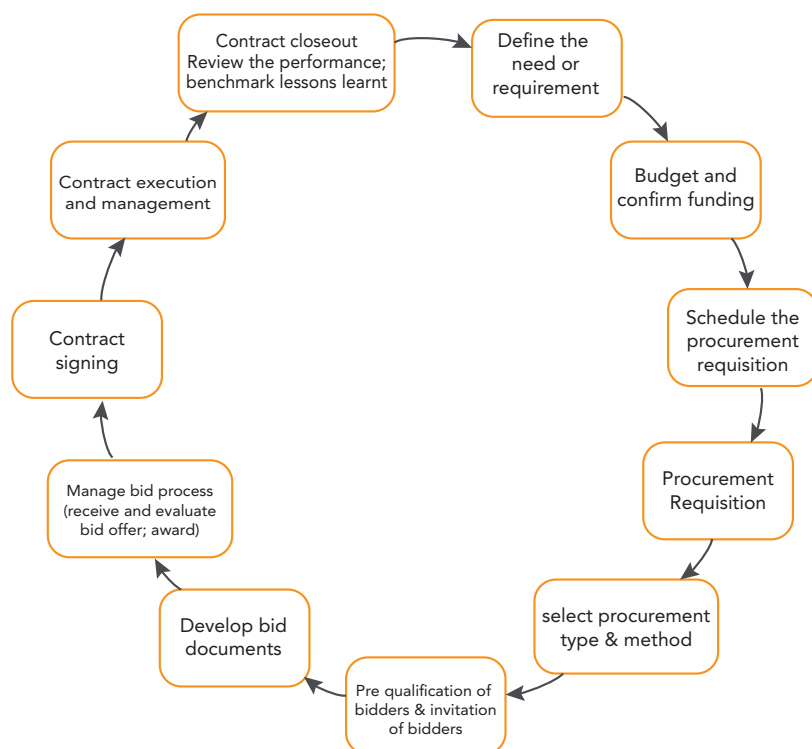 Contract closeout
Review the performance;
benchmark lessons learnt
Define the
need or
requirement
Budget and
confirm funding
Schedule the
procurement
requisition
Procurement
Requisition
select procurement
type & method
Pre qualification of
bidders & invitation
of bidders
Develop bid
documents
Manage bid process
(receive and evaluate
bid offer; award)
Contract
signing
Contract execution
and management